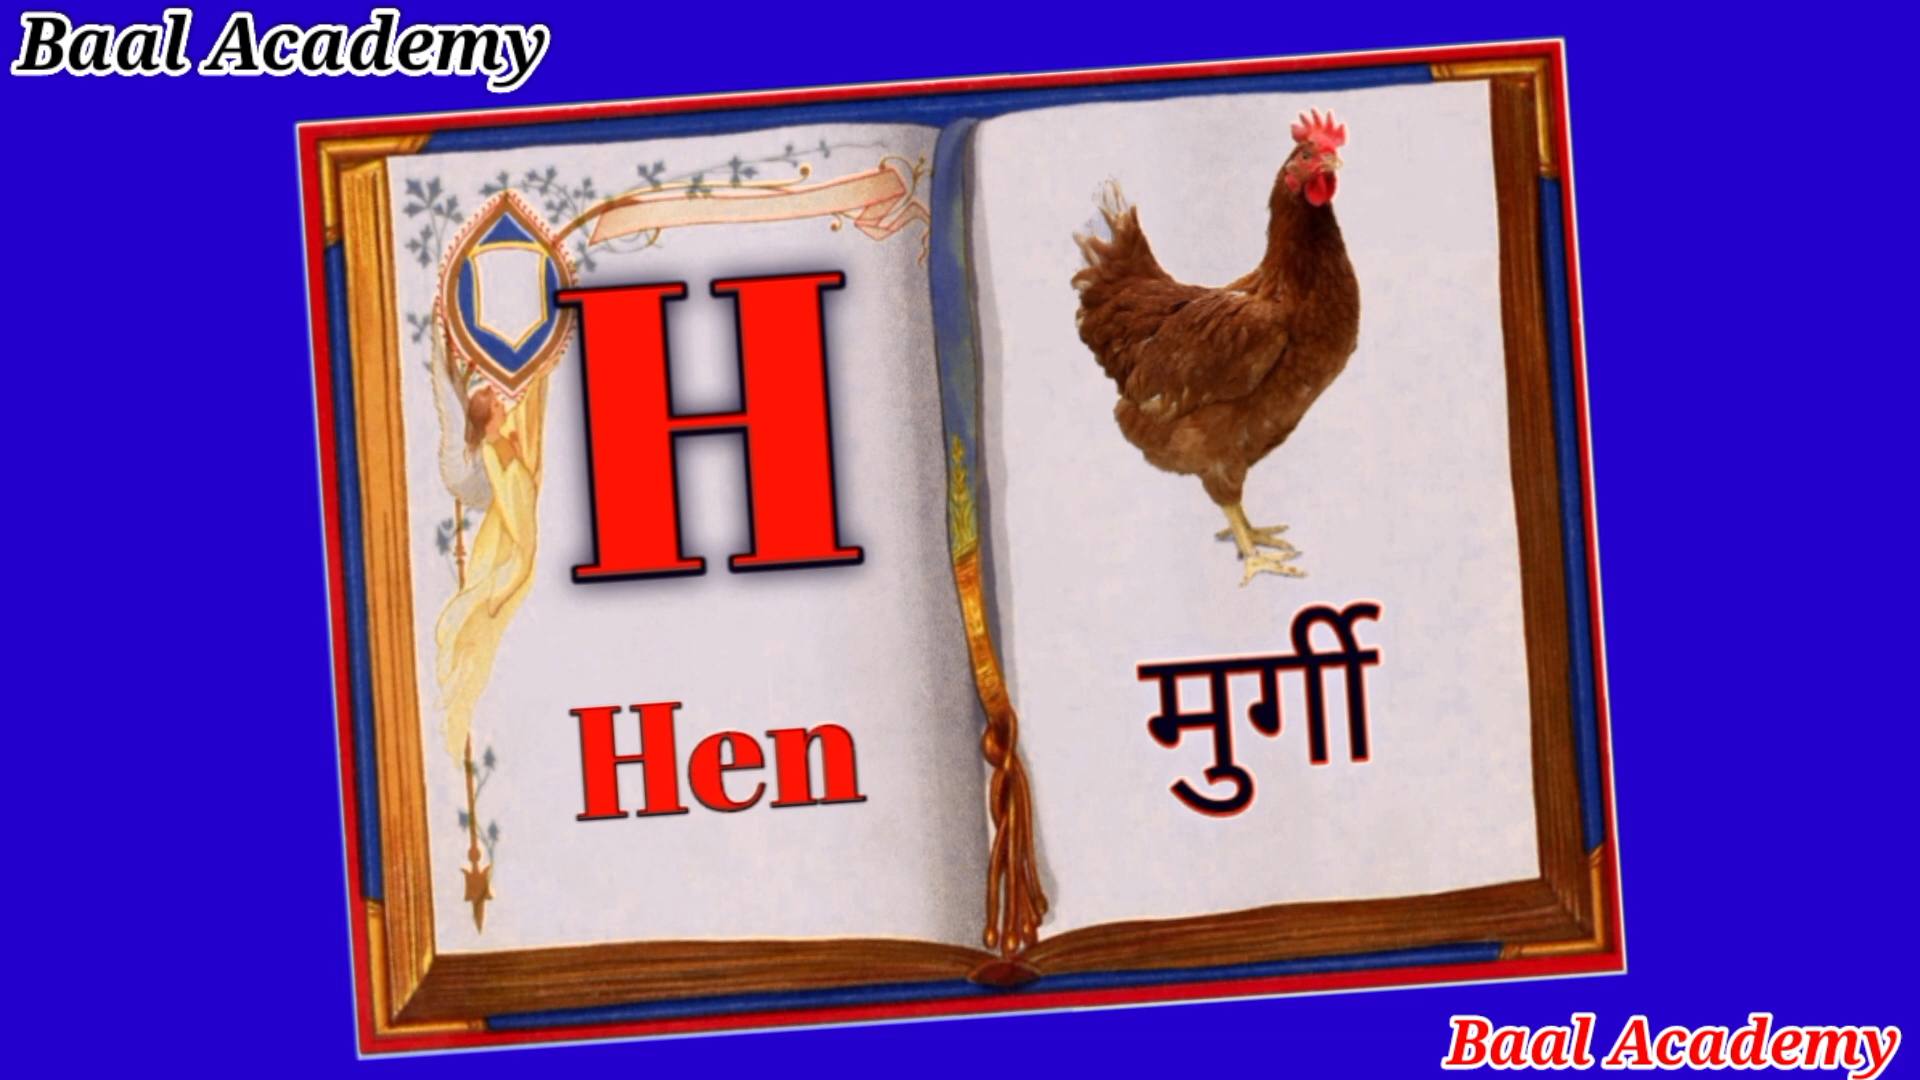 Baal Academy
H
Hen
मुर्गी
Baal Academy